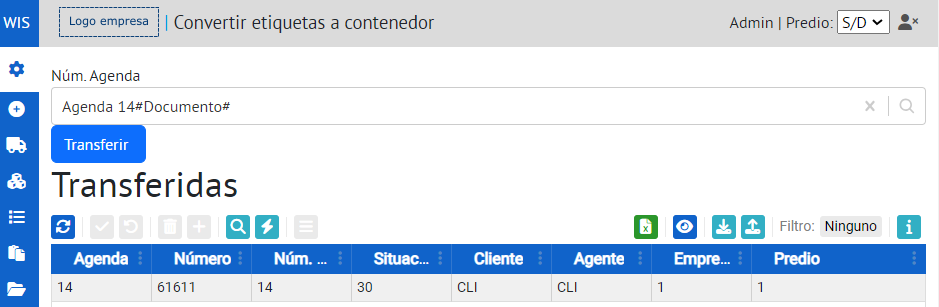 WIS Logo empresa | Convertir etiquetas a contenedor Admin | Predio: S/D
Núm. Agenda
Agenda 14#Documento#
Transferir
Transferidas
Filtro: Ninguno
Agenda Número Núm. ... Situac... Cliente Agente Empre... Predio
14 61611 14 30 CLI CLI 1 1